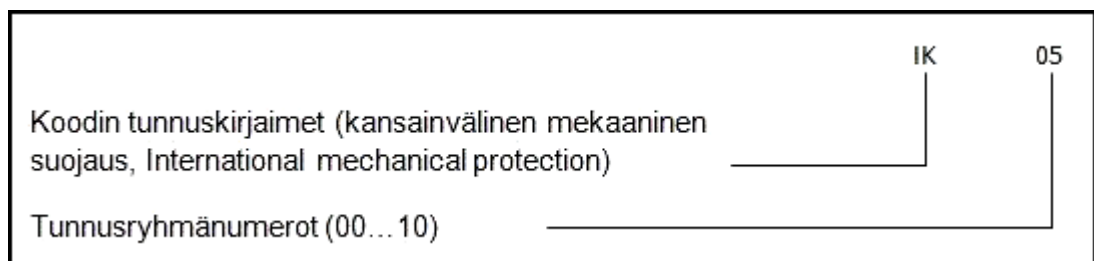 IK 05
Koodin tunnuskirjaimet (kansainvälinen mekaaninen
suojaus, International mechanical protection)
Tunnusryhmänumerot (00...10)